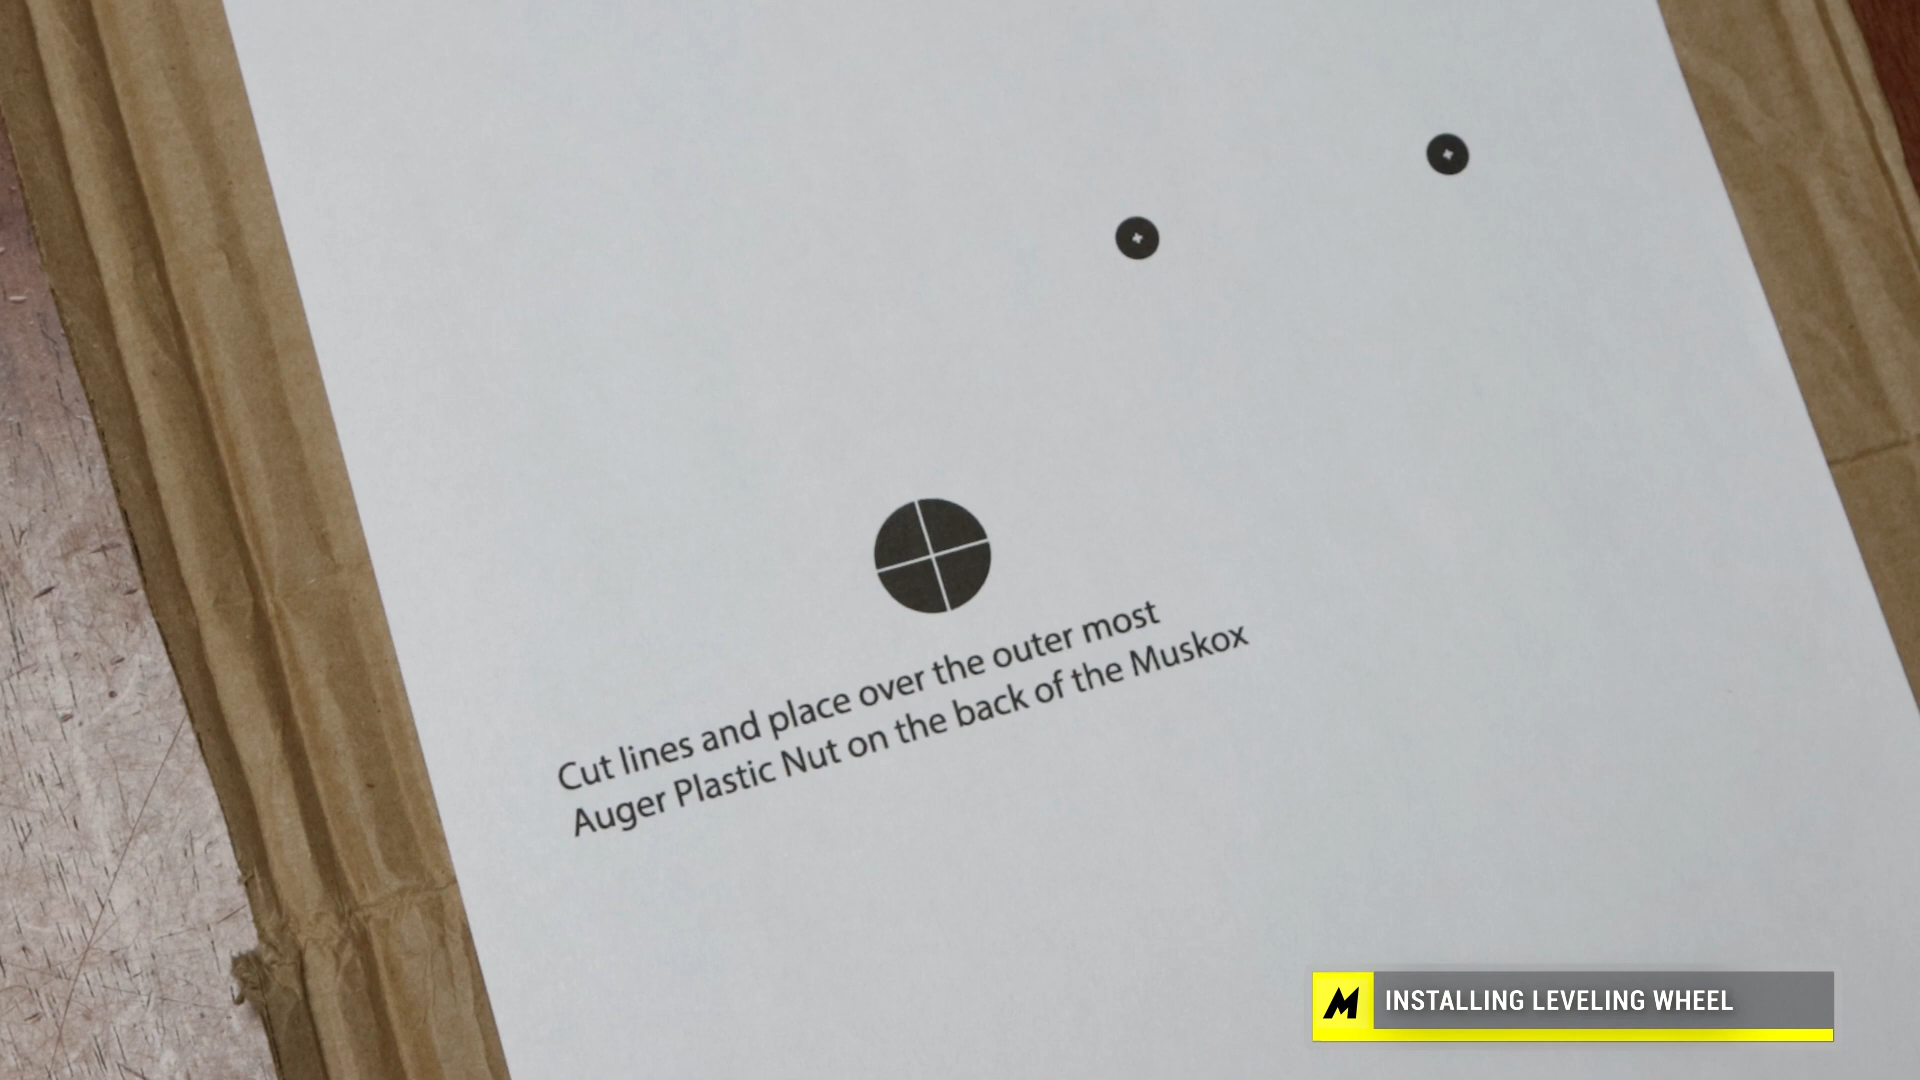 Cut lines and place over the outer most
Auger Plastic Nut on the back of the Muskox
M INSTALLING LEVELING WHEEL